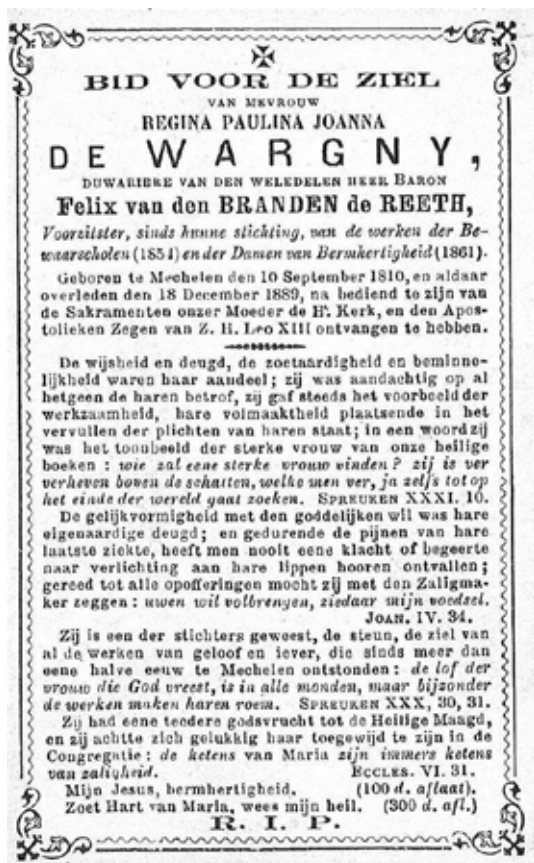 BID VOOR DE ZIEL
VAN MEVROUW
REGINA PAULINA JOANNA
DE WARGNY,
DUWARIERE VAN DEN WELEDELEN HEER BARON
Felix van den BRANDEN de REETH,
Voorzitster, sinds hunne stichting, van de werken der Be-
waarscholen (1854) en der Damen van Bermhertigheid (1861).
Geboren te Mechelen den 10 September 1810, en aldaar
overleden den 18 December 1889, na bediend te zijn van
de Sakramenten onzer Moeder de H. Kerk, en den Apos-
tolieken Zegen van Z. H. Leo XIII ontvangen te hebben.
De wijsheid en deugd, de zoetaardigheid en beminne-
lijkheid waren haar aandeel; zij was aandachtig op al
hetgeen de haren betrof, zij gaf steeds het voorbeeld der
werkzaamheid, hare volmaaktheid plaatsende in het
vervullen der plichten van haren staat; in een woord zij
was het toonbeeld der sterke vrouw van onze heilige
boeken : wie zal eene sterke vrouw vinden? zij is ver
verheven boven de schatten, welke men ver, ja zelfs tot op
het einde der wereld gaat zoeken. SPREUKEN XXXI. 10.
De gelijkvormigheid met den goddelijken wil was hare
eigenaardige deugd; en gedurende de pijnen van hare
laatste ziekte, heeft men nooit eene klacht of begeerte
naar verlichting aan hare lippen hooren ontvallen;
gereed tot alle opofferingen mocht zij met den Zaligma-
ker zeggen : uwen wil volbrengen, ziedaar mijn voedsel.
JOAN. IV. 34.
Zij is een der stichters geweest, de steun, de ziel van
al de werken van geloof en iever, die sinds meer dan
eene halve eeuw te Mechelen ontstonden : de lof der
vrouw die God vreest, is in alle monden, maar bijzonder
de werken maken haren roem. SPREUKEN XXX, 30, 31.
Zij had eene teedere godsvrucht tot de Heilige Maagd,
en zij achtte zich gelukkig haar toegewijd te zijn in de
Congregatie : de ketens van Maria zijn immers ketens
van zaligheid. ECCLES. VI. 31.
Mijn Jesus, bermhertigheid. (100 d. aflaat).
Zoet Hart van Maria, wees mijn heil. (300 d. afl.)
R. I. P.